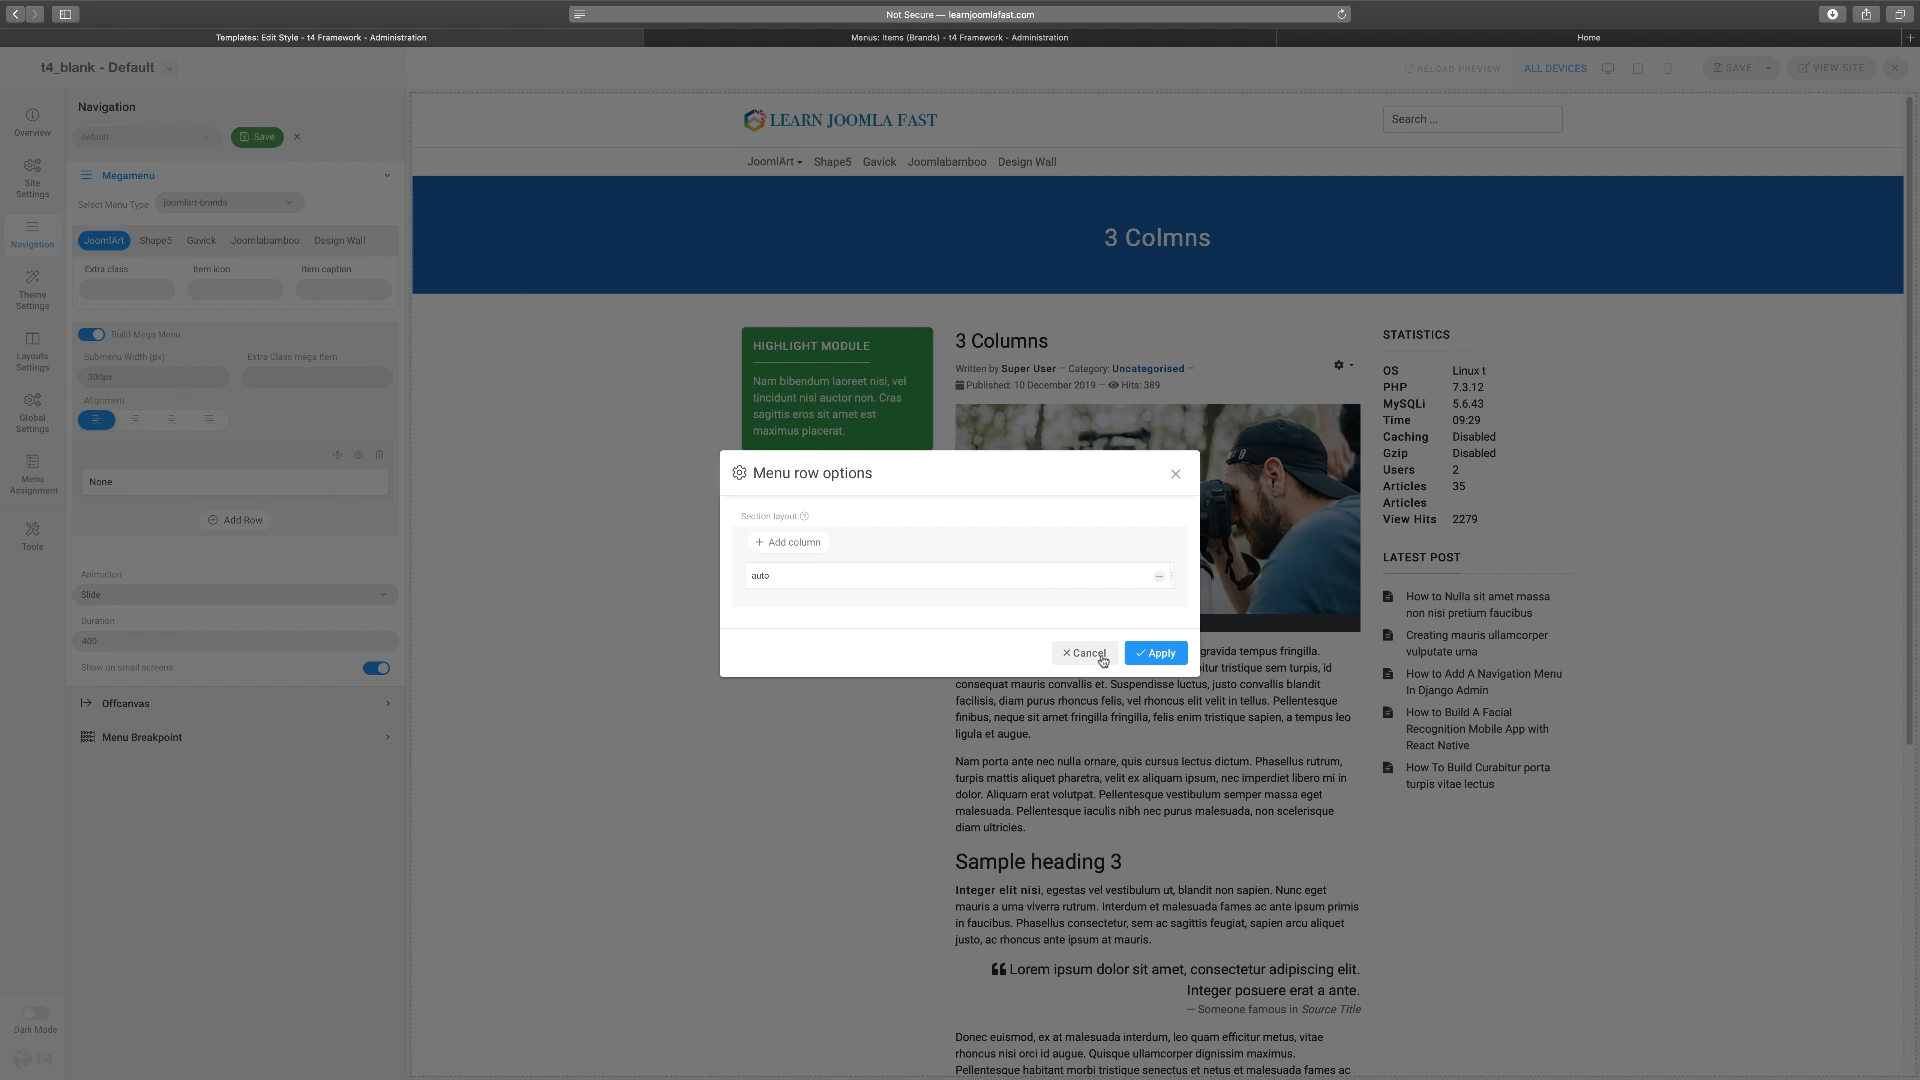 Not Secure — learnjoomlafast.com
Templates: Edit Style - t4 Framework - Administration
Menus: Items (Brands) - t4 Framework - Administration
Home
t4_blank - Default
RELOAD PREVIEW
ALL DEVICES
SAVE
VIEW SITE
Overview
Site Settings
Navigation
Theme Settings
Layouts Settings
Global Settings
Menu Assignment
Tools
Dark Mode
T4
Navigation
default
Save
Megamenu
Select Menu Type
joomlart-brands
JoomlArt
Shape5
Gavick
Joomlabamboo
Design Wall
Extra class
Item icon
Item caption
Build Mega Menu
Submenu Width (px)
Extra Class mega Item
300px
Alignment
None
Add Row
Animation
Slide
Duration
400
Show on small screens
Offcanvas
Menu Breakpoint
LEARN JOOMLA FAST
Search ...
JoomlArt
Shape5
Gavick
Joomlabamboo
Design Wall
3 Colmns
HIGHLIGHT MODULE
Nam bibendum laoreet nisi, vel
tincidunt nisi auctor non. Cras
sagittis eros sit amet est
maximus placerat.
3 Columns
Written by Super User — Category: Uncategorised —
Published: 10 December 2019 — Hits: 389
Menu row options
Section layout
+ Add column
auto
Cancel
Apply
gravida tempus fringilla.
itur tristique sem turpis, id
consequat mauris convallis et. Suspendisse luctus, justo convallis blandit
facilisis, diam purus rhoncus felis, vel rhoncus elit velit in tellus. Pellentesque
finibus, neque sit amet fringilla fringilla, felis enim tristique sapien, a tempus leo
ligula et augue.
Nam porta ante nec nulla ornare, quis cursus lectus dictum. Phasellus rutrum,
turpis mattis aliquet pharetra, velit ex aliquam ipsum, nec imperdiet libero mi in
dolor. Aliquam erat volutpat. Pellentesque vestibulum semper massa eget
malesuada. Pellentesque iaculis nibh nec purus malesuada, non scelerisque
diam ultricies.
Sample heading 3
Integer elit nisi, egestas vel vestibulum ut, blandit non sapien. Nunc eget
mauris a urna viverra rutrum. Interdum et malesuada fames ac ante ipsum primis
in faucibus. Phasellus consectetur, sem ac sagittis feugiat, sapien arcu aliquet
justo, ac rhoncus ante ipsum at mauris.
Lorem ipsum dolor sit amet, consectetur adipiscing elit.
Integer posuere erat a ante.
— Someone famous in Source Title
Donec euismod, ex at malesuada interdum, leo quam efficitur metus, vitae
rhoncus nisi orci id augue. Quisque ullamcorper dignissim maximus.
Pellentesque habitant morbi tristique senectus et netus et malesuada fames ac
STATISTICS
OS Linux t
PHP 7.3.12
MySQLi 5.6.43
Time 09:29
Caching Disabled
Gzip Disabled
Users 2
Articles 35
Articles
View Hits 2279
LATEST POST
How to Nulla sit amet massa
non nisi pretium faucibus
Creating mauris ullamcorper
vulputate urna
How to Add A Navigation Menu
In Django Admin
How to Build A Facial
Recognition Mobile App with
React Native
How To Build Curabitur porta
turpis vitae lectus